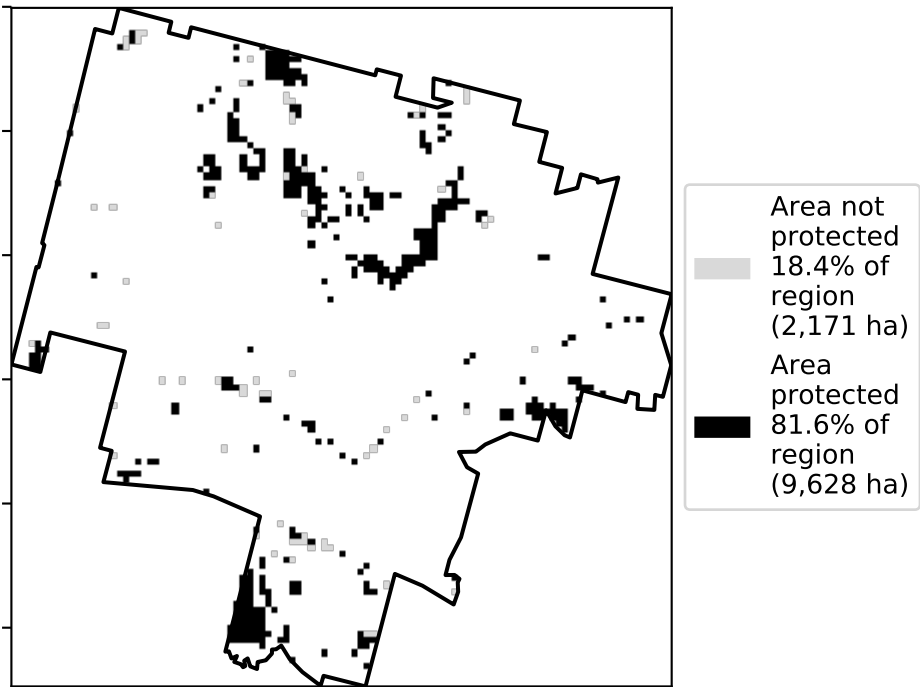 Area not
protected
18.4% of
region
(2,171 ha)
Area
protected
81.6% of
region
(9,628 ha)